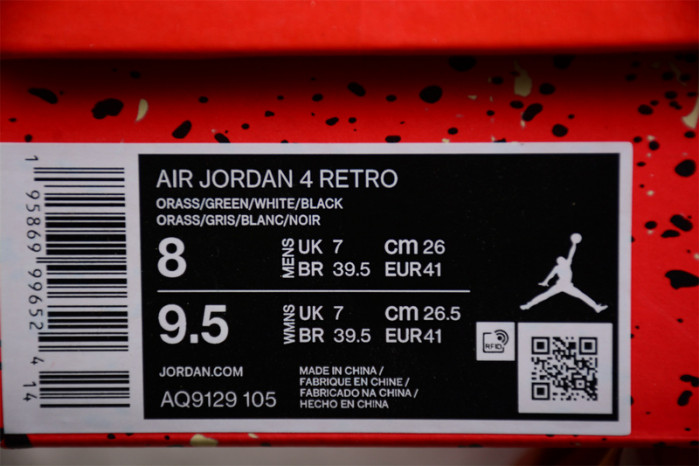 AIR JORDAN 4 RETRO
ORASS/GREEN/WHITE/BLACK
ORASS/GRIS/BLANC/NOIR
8 MENS UK 7 cm 26
BR 39.5 EUR41
9.5 WMNS UK 7 cm 26.5
BR 39.5 EUR41
JORDAN.COM
AQ9129 105
MADE IN CHINA /
FABRIQUE EN CHINE /
FABRICADO NA CHINA /
HECHO EN CHINA
RFID
1 95869 99652 4 14